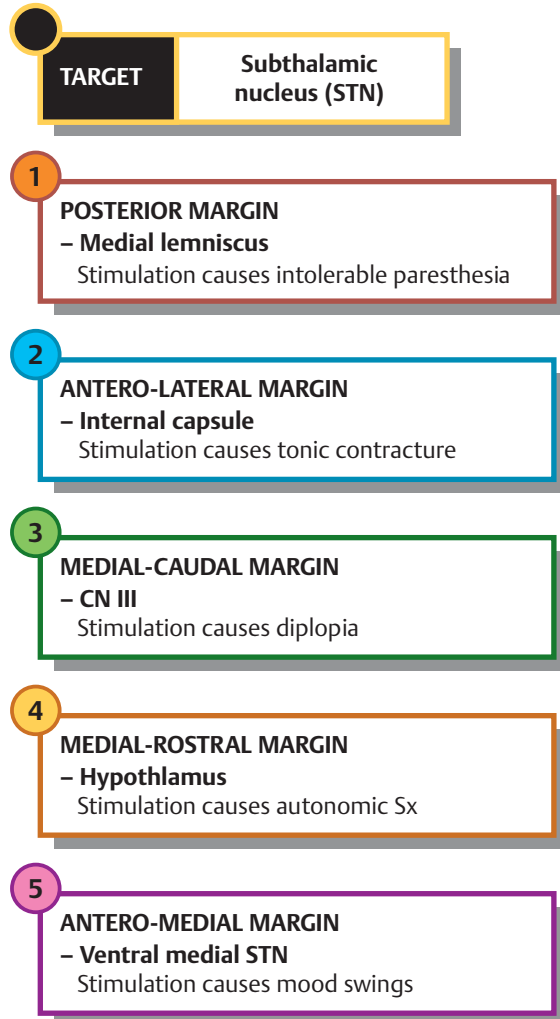 TARGET
Subthalamic
nucleus (STN)
1
POSTERIOR MARGIN
– Medial lemniscus
Stimulation causes intolerable paresthesia
2
ANTERO-LATERAL MARGIN
– Internal capsule
Stimulation causes tonic contracture
3
MEDIAL-CAUDAL MARGIN
– CN III
Stimulation causes diplopia
4
MEDIAL-ROSTRAL MARGIN
– Hypothlamus
Stimulation causes autonomic Sx
5
ANTERO-MEDIAL MARGIN
– Ventral medial STN
Stimulation causes mood swings